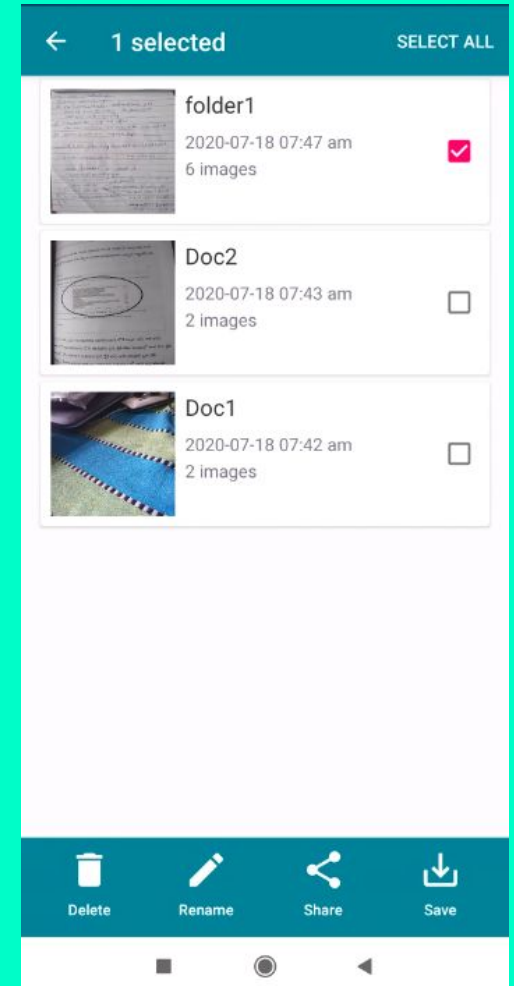 1 selected
SELECT ALL
folder1
2020-07-18 07:47 am
6 images
Doc2
2020-07-18 07:43 am
2 images
Doc1
2020-07-18 07:42 am
2 images
Delete Rename Share Save